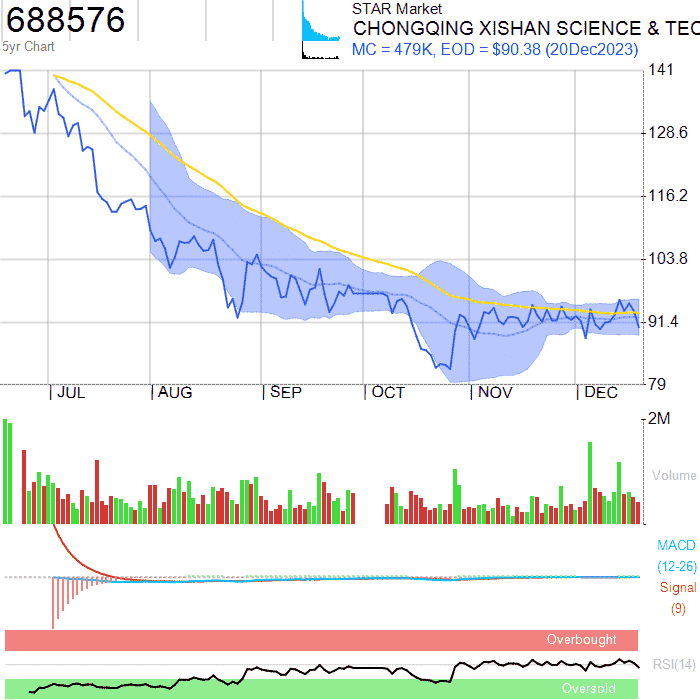 688576
5yr Chart
STAR Market
CHONGQING XISHAN SCIENCE & TEC
MC = 479K, EOD = $90.38 (20Dec2023)
141
128.6
116.2
103.8
91.4
79
JUL AUG SEP OCT NOV DEC
2M
Volume
MACD
(12-26)
Signal
(9)
Overbought
RSI(14)
Oversold